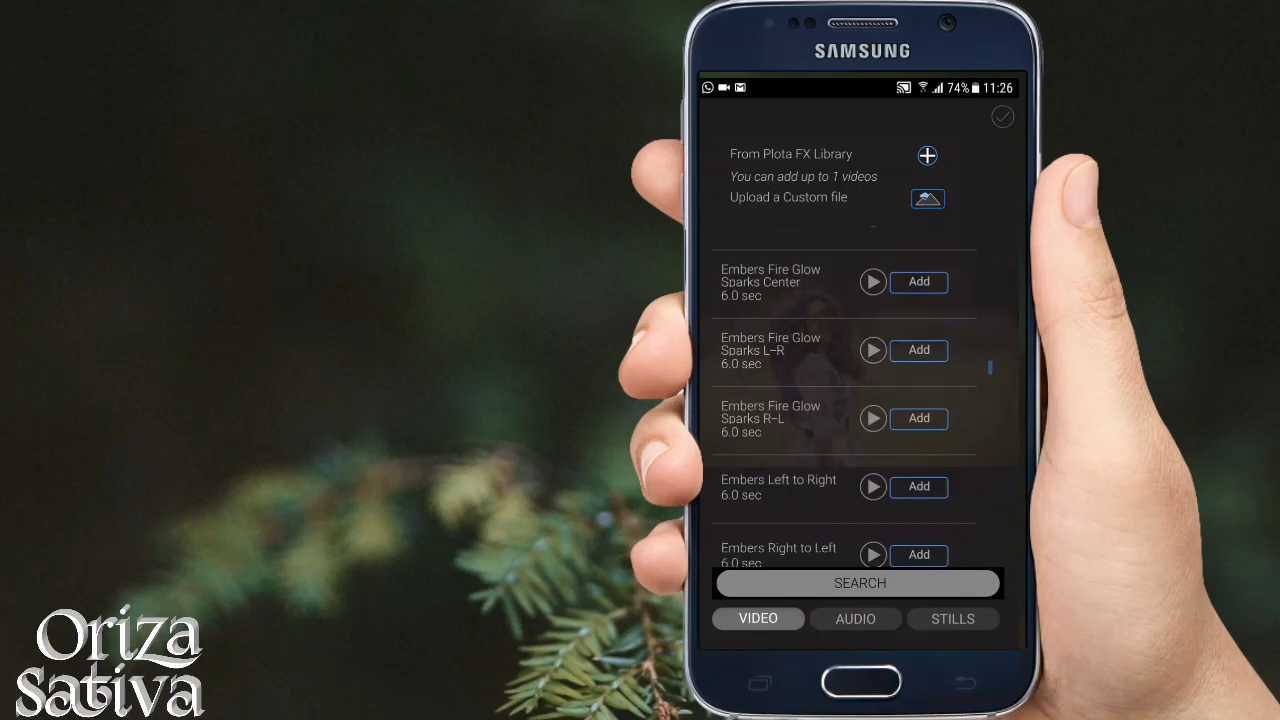 SAMSUNG
74% 11:26
From Plota FX Library
You can add up to 1 videos
Upload a Custom file
Embers Fire Glow
Sparks Center
6.0 sec
Add
Embers Fire Glow
Sparks L-R
6.0 sec
Add
Embers Fire Glow
Sparks R-L
6.0 sec
Add
Embers Left to Right
6.0 sec
Add
Embers Right to Left
6.0 sec
Add
SEARCH
VIDEO AUDIO STILLS
Oriza
Sativa